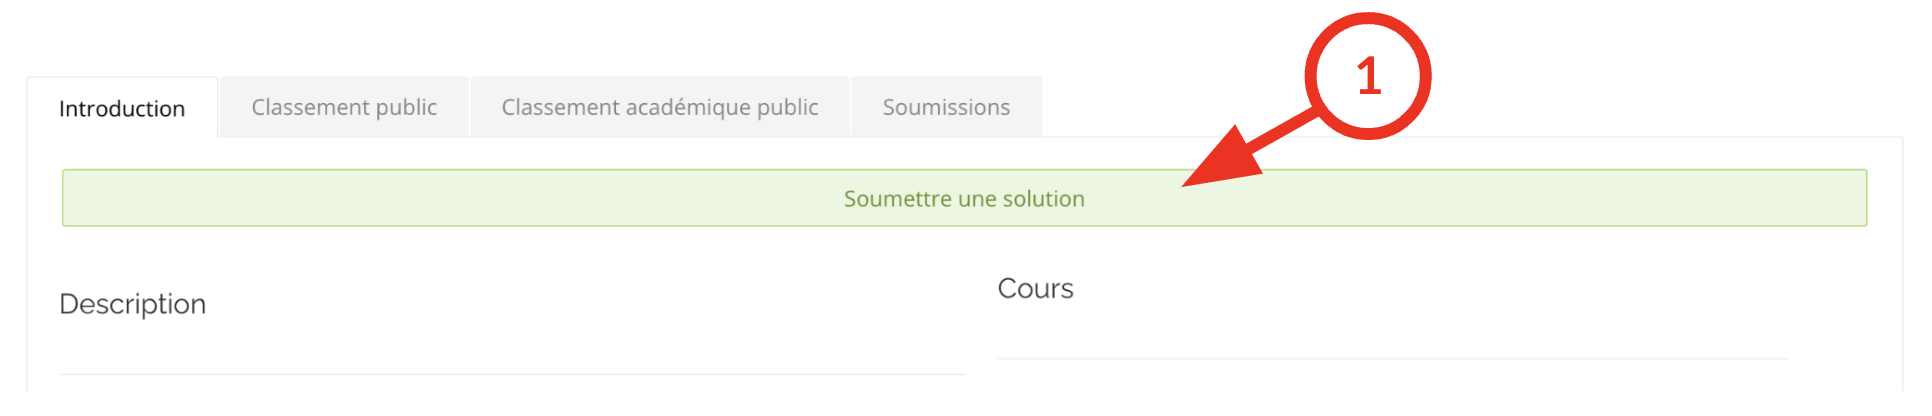 1
Introduction Classement public Classement académique public Soumissions
Soumettre une solution
Description
Cours